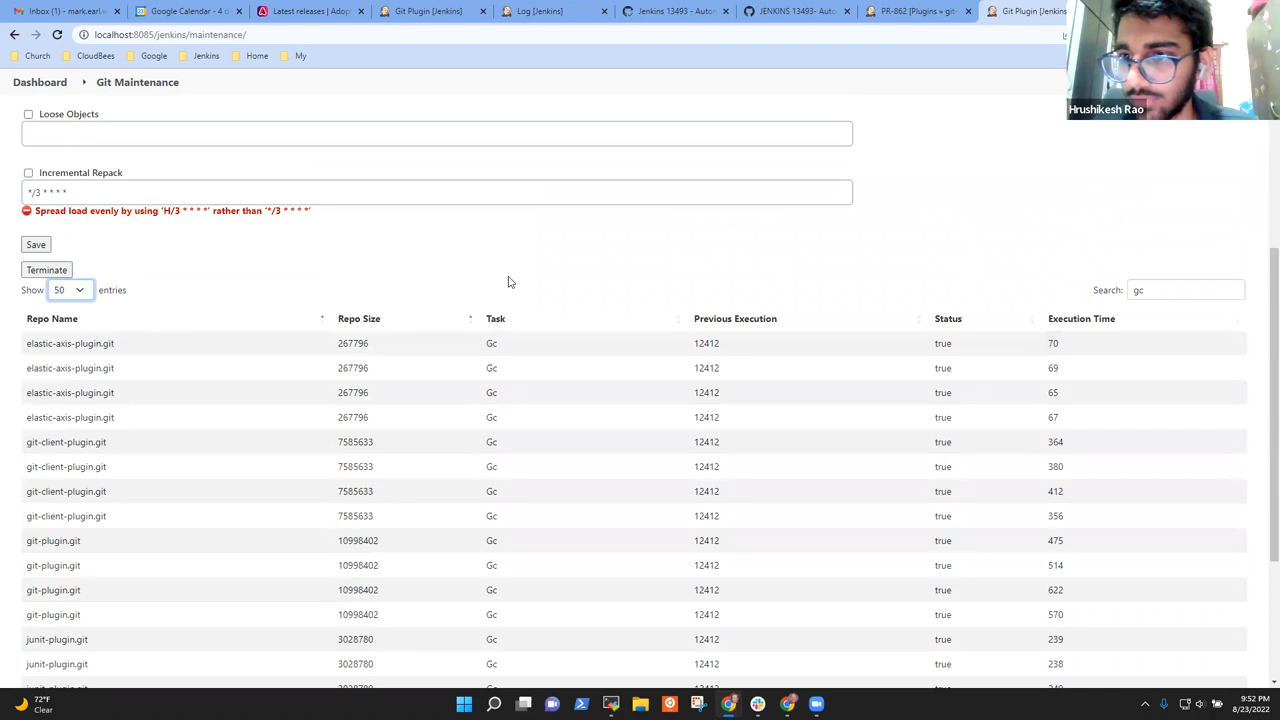 Inbox (1) - mark.earl.w
Google Calendar - 4 d
Latest releases | Adopt
Git Plugin [Jenkins]
Log [Jenkins]
Jenkins 13493 - Auto
JENKINS 13493 - Auto
PR-862 [Plugins » git-
Git Plugin [Jenkins
localhost:8085/jenkins/maintenance/
Church CloudBees Google Jenkins Home My
Hrushikesh Rao
Dashboard Git Maintenance
Loose Objects
Incremental Repack
*/3 * * * *
Spread load evenly by using ‘H/3 * * * *’ rather than ‘*/3 * * * *’
Save
Terminate
Show 50 entries Search: gc
Repo Name Repo Size Task Previous Execution Status Execution Time
elastic-axis-plugin.git 267796 Gc 12412 true 70
elastic-axis-plugin.git 267796 Gc 12412 true 69
elastic-axis-plugin.git 267796 Gc 12412 true 65
elastic-axis-plugin.git 267796 Gc 12412 true 67
git-client-plugin.git 7585633 Gc 12412 true 364
git-client-plugin.git 7585633 Gc 12412 true 380
git-client-plugin.git 7585633 Gc 12412 true 412
git-client-plugin.git 7585633 Gc 12412 true 356
git-plugin.git 10998402 Gc 12412 true 475
git-plugin.git 10998402 Gc 12412 true 514
git-plugin.git 10998402 Gc 12412 true 622
git-plugin.git 10998402 Gc 12412 true 570
junit-plugin.git 3028780 Gc 12412 true 239
junit-plugin.git 3028780 Gc 12412 true 238
72°F
Clear
9:52 PM
8/23/2022